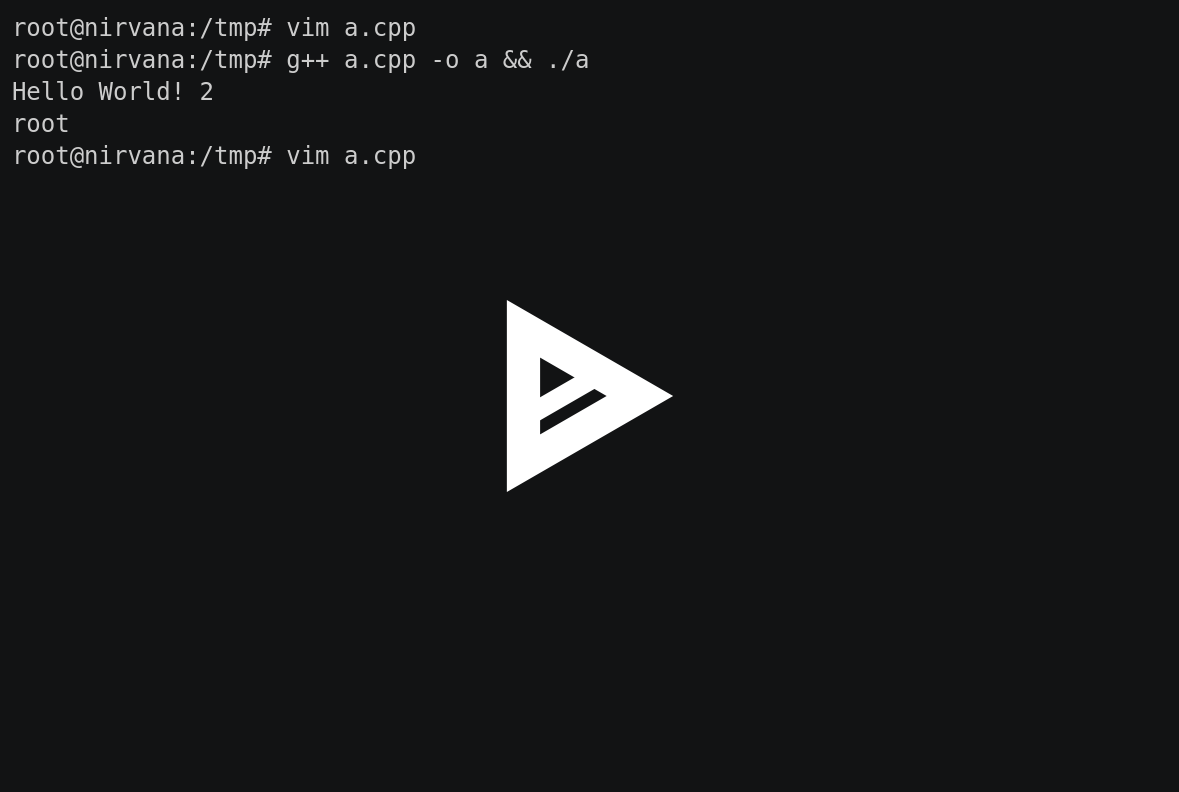 root@nirvana:/tmp# vim a.cpp
root@nirvana:/tmp# g++ a.cpp -o a && ./a
Hello World! 2
root
root@nirvana:/tmp# vim a.cpp